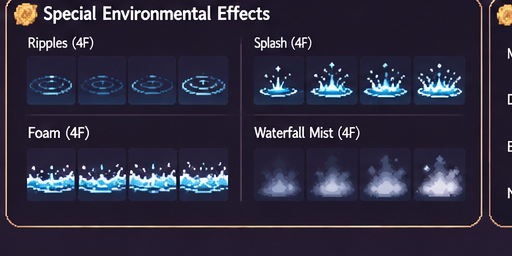 Special Environmental Effects
Ripples (4F)
Splash (4F)
Foam (4F)
Waterfall Mist (4F)